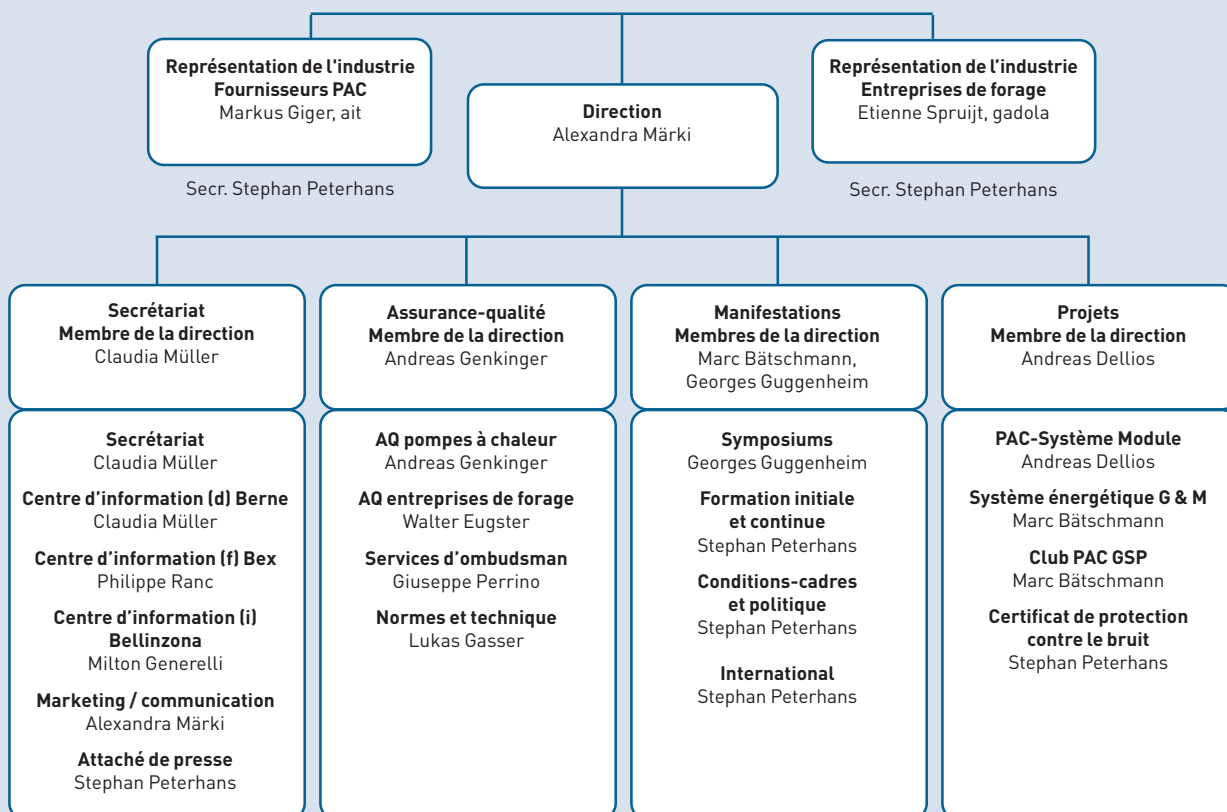 Représentation de l'industrie
Fournisseurs PAC
Markus Giger, ait
Secr. Stephan Peterhans
Direction
Alexandra Märki
Représentation de l’industrie
Entreprises de forage
Etienne Spruijt, gadola
Secr. Stephan Peterhans
Secrétariat
Membre de la direction
Claudia Müller
Assurance-qualité
Membre de la direction
Andreas Genkinger
Manifestations
Membres de la direction
Marc Bätschmann,
Georges Guggenheim
Projets
Membre de la direction
Andreas Dellios
Secrétariat
Claudia Müller
Centre d’information (d) Berne
Claudia Müller
Centre d’information (f) Bex
Philippe Ranc
Centre d’information (i)
Bellinzona
Milton Generelli
Marketing / communication
Alexandra Märki
Attaché de presse
Stephan Peterhans
AQ pompes à chaleur
Andreas Genkinger
AQ entreprises de forage
Walter Eugster
Services d’ombudsman
Giuseppe Perrino
Normes et technique
Lukas Gasser
Symposiums
Georges Guggenheim
Formation initiale
et continue
Stephan Peterhans
Conditions-cadres
et politique
Stephan Peterhans
International
Stephan Peterhans
PAC-Système Module
Andreas Dellios
Système énergétique G & M
Marc Bätschmann
Club PAC GSP
Marc Bätschmann
Certificat de protection
contre le bruit
Stephan Peterhans